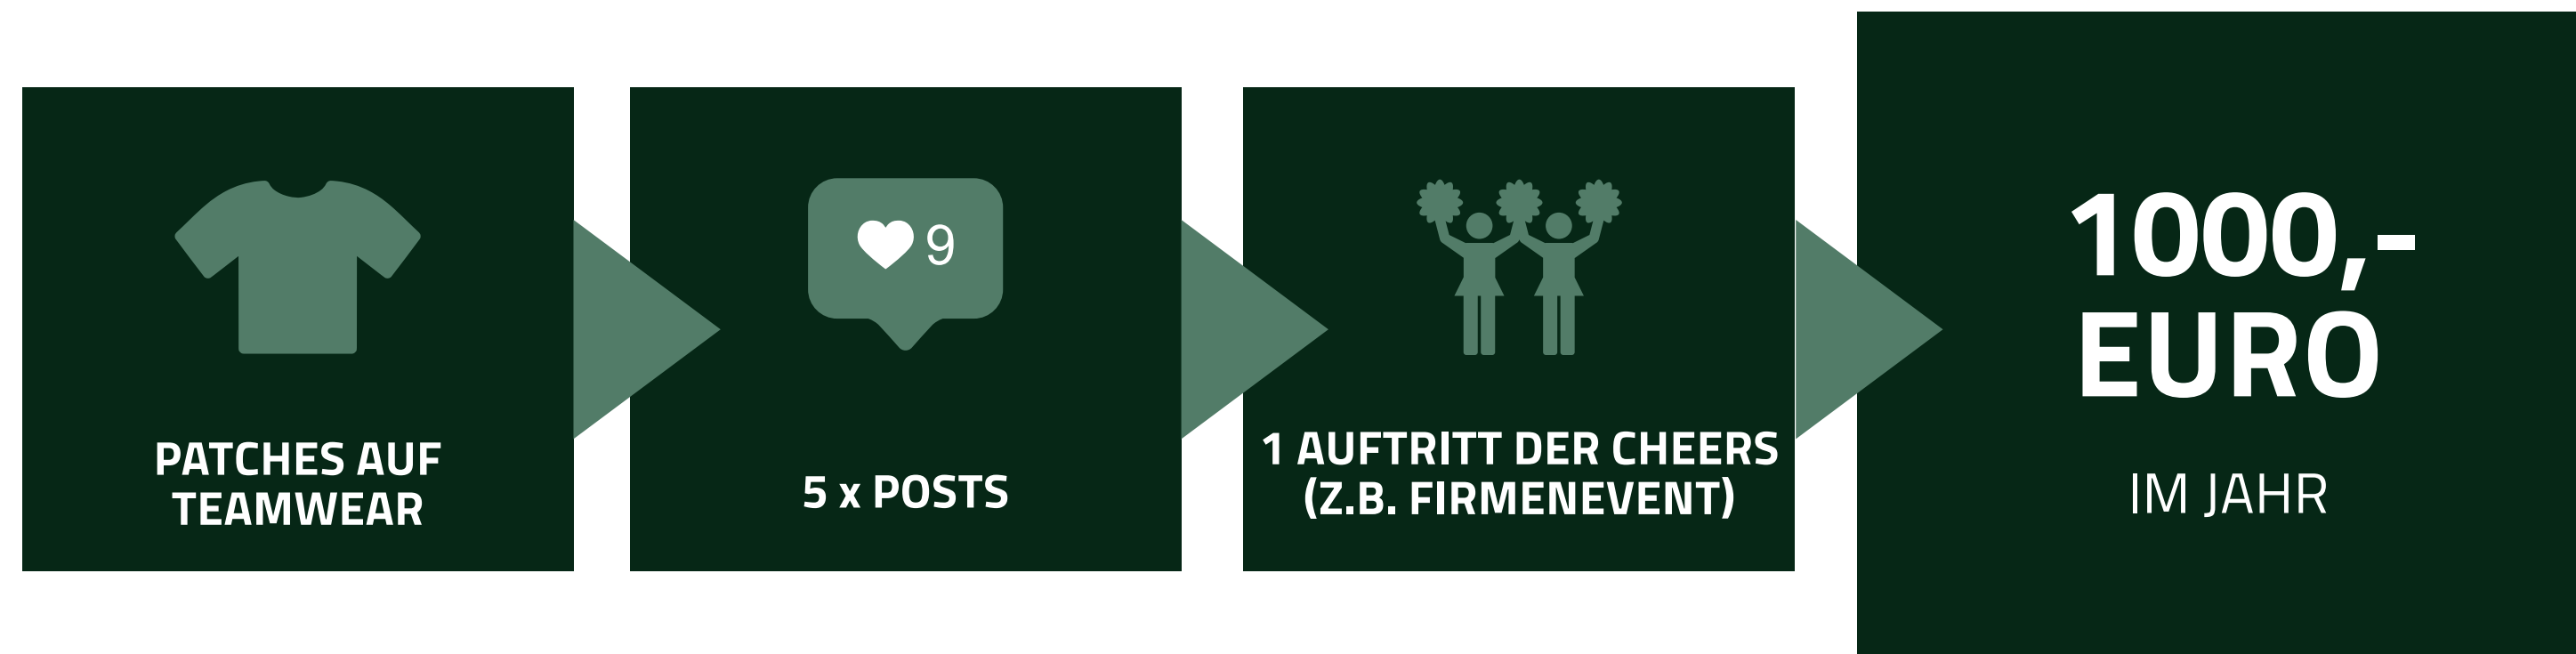 PATCHES AUF
TEAMWEAR
9
5 x POSTS
1 AUFTRITT DER CHEERS
(Z.B. FIRMENEVENT)
1000,-
EURO
IM JAHR